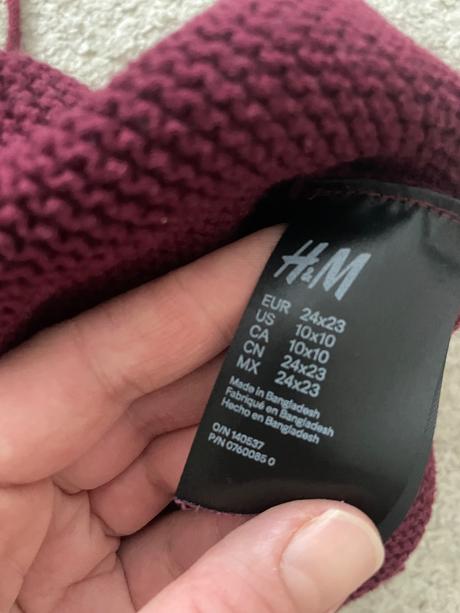 H&M
EUR 24x23
US 10x10
CA 10x10
CN 24x23
MX 24x23
Made in Bangladesh
Fabriqué en Bangladesh
Hecho en Bangladesh
O/N 140537
P/N 0760085 0